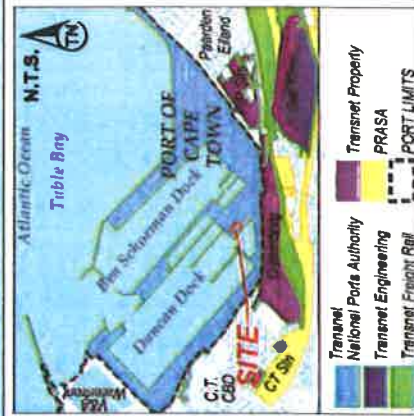 N.T.S.
TN
Atlantic Ocean
Table Bay
Paarden
Eiland
PORT OF
CAPE
TOWN
Ben Schoeman Dock
Duncan Dock
V&A
Waterfront
C.T.
CBD
SITE
CT Stn
Transnet
National Ports Authority
Transnet Engineering
Transnet Freight Rail
Transnet Property
PRASA
PORT LIMITS